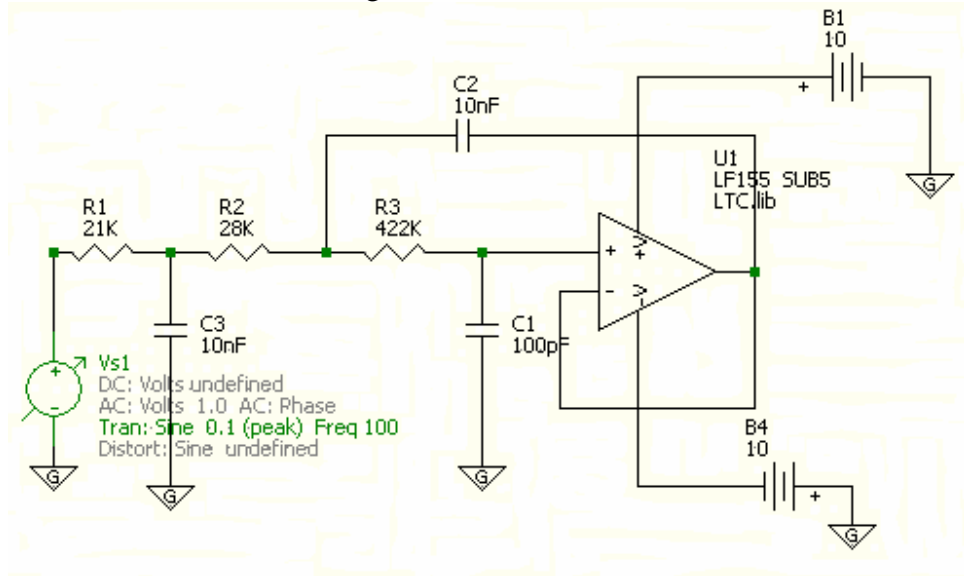 B1
10
C2
10nF
U1
LF155 SUB5
LTC.lib
R1
21K
R2
28K
R3
422K
+
V+
-
V-
C3
10nF
C1
100pF
Vs1
DC: Volts undefined
AC: Volts 1.0 AC: Phase
Tran: Sine 0.1 (peak) Freq 100
Distort: Sine undefined
B4
10
G
G
G
G
G